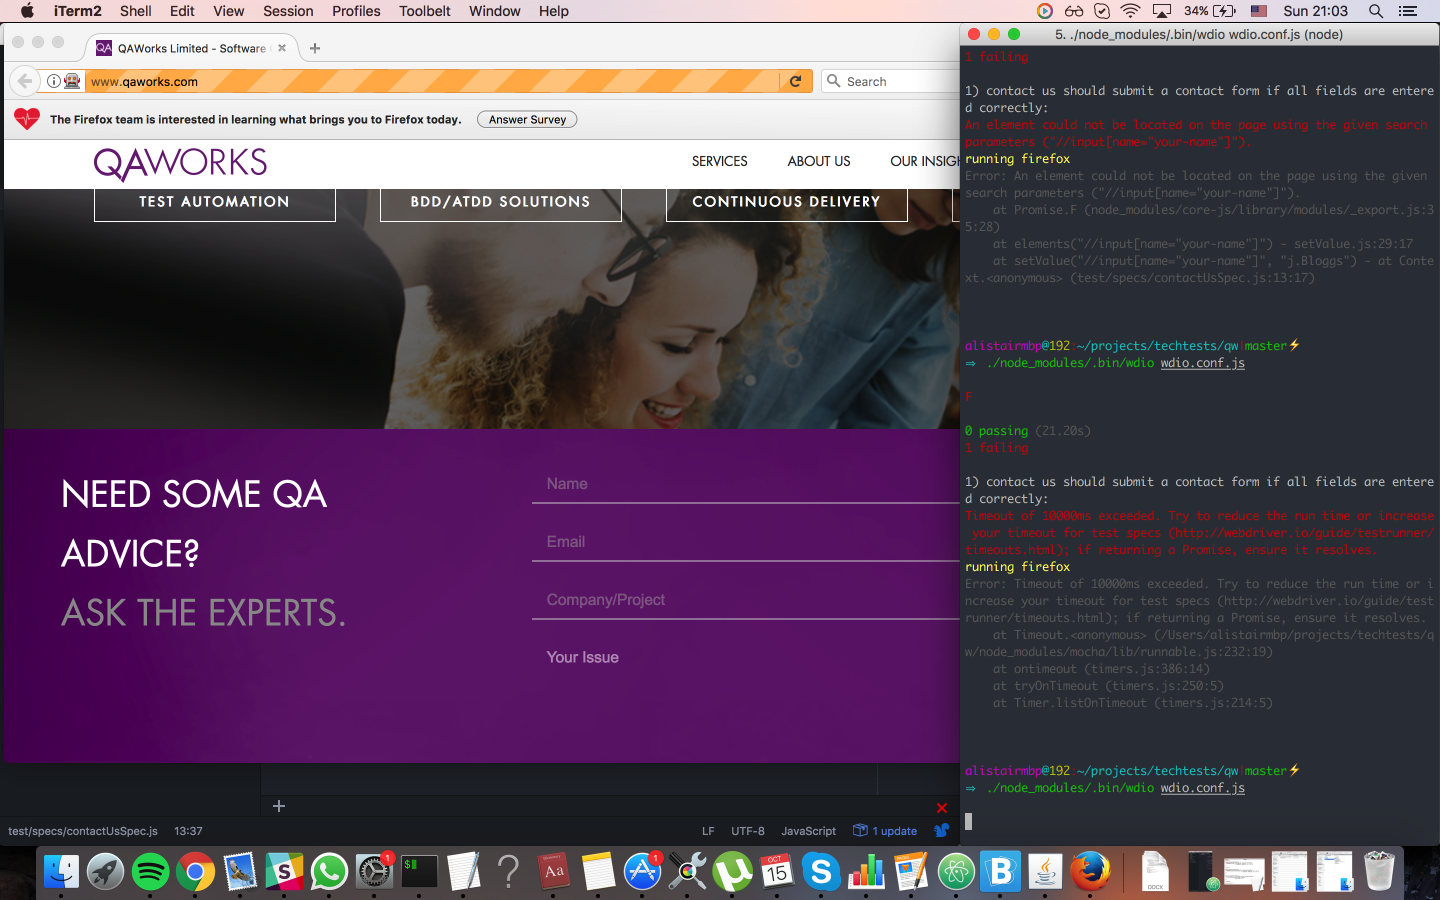 iTerm2 Shell Edit View Session Profiles Toolbelt Window Help
34% Sun 21:03
QAWorks Limited - Software
www.qaworks.com
Search
The Firefox team is interested in learning what brings you to Firefox today. Answer Survey
QAWORKS
SERVICES ABOUT US OUR INSIGH
TEST AUTOMATION BDD/ATDD SOLUTIONS CONTINUOUS DELIVERY
NEED SOME QA
ADVICE?
ASK THE EXPERTS.
Name
Email
Company/Project
Your Issue
test/specs/contactUsSpec.js 13:37
LF UTF-8 JavaScript 1 update
5. ./node_modules/.bin/wdio wdio.conf.js (node)
1 failing
1) contact us should submit a contact form if all fields are entere
d correctly:
An element could not be located on the page using the given search
parameters ("//input[name="your-name"]").
running firefox
Error: An element could not be located on the page using the given
search parameters ("//input[name="your-name"]").
at Promise.F (node_modules/core-js/library/modules/_export.js:3
5:28)
at elements("//input[name="your-name"]") - setValue.js:29:17
at setValue("//input[name="your-name"]", "j.Bloggs") - at Conte
xt.<anonymous> (test/specs/contactUsSpec.js:13:17)
alistairmbp@192 ~/projects/techtests/qw master⚡
⇒ ./node_modules/.bin/wdio wdio.conf.js
F
0 passing (21.20s)
1 failing
1) contact us should submit a contact form if all fields are entere
d correctly:
Timeout of 10000ms exceeded. Try to reduce the run time or increase
your timeout for test specs (http://webdriver.io/guide/testrunner/
timeouts.html); if returning a Promise, ensure it resolves.
running firefox
Error: Timeout of 10000ms exceeded. Try to reduce the run time or i
ncrease your timeout for test specs (http://webdriver.io/guide/test
runner/timeouts.html); if returning a Promise, ensure it resolves.
at Timeout.<anonymous> (/Users/alistairmbp/projects/techtests/q
w/node_modules/mocha/lib/runnable.js:232:19)
at ontimeout (timers.js:386:14)
at tryOnTimeout (timers.js:250:5)
at Timer.listOnTimeout (timers.js:214:5)
alistairmbp@192 ~/projects/techtests/qw master⚡
⇒ ./node_modules/.bin/wdio wdio.conf.js
1
$
Aa
1
OCT
15
DOCX